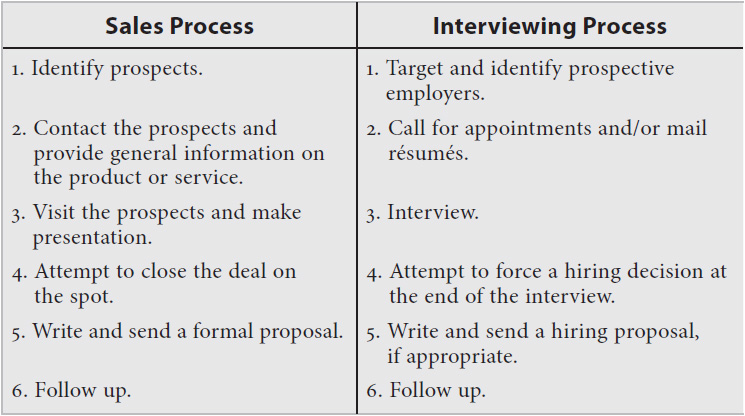 Sales Process
Interviewing Process
1. Identify prospects.
1. Target and identify prospective
employers.
2. Contact the prospects and
provide general information on
the product or service.
2. Call for appointments and/or mail
résumés.
3. Visit the prospects and make
presentation.
3. Interview.
4. Attempt to close the deal on
the spot.
4. Attempt to force a hiring decision at
the end of the interview.
5. Write and send a formal proposal.
5. Write and send a hiring proposal,
if appropriate.
6. Follow up.
6. Follow up.